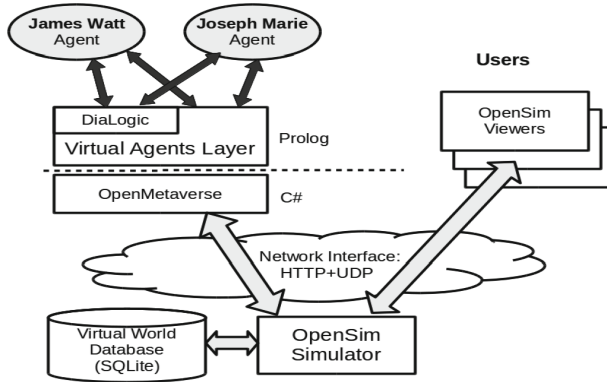 James Watt
Agent
Joseph Marie
Agent
Users
DiaLogic
Virtual Agents Layer
Prolog
OpenSim
Viewers
OpenMetaverse
C#
Network Interface:
HTTP+UDP
Virtual World
Database
(SQLite)
OpenSim
Simulator